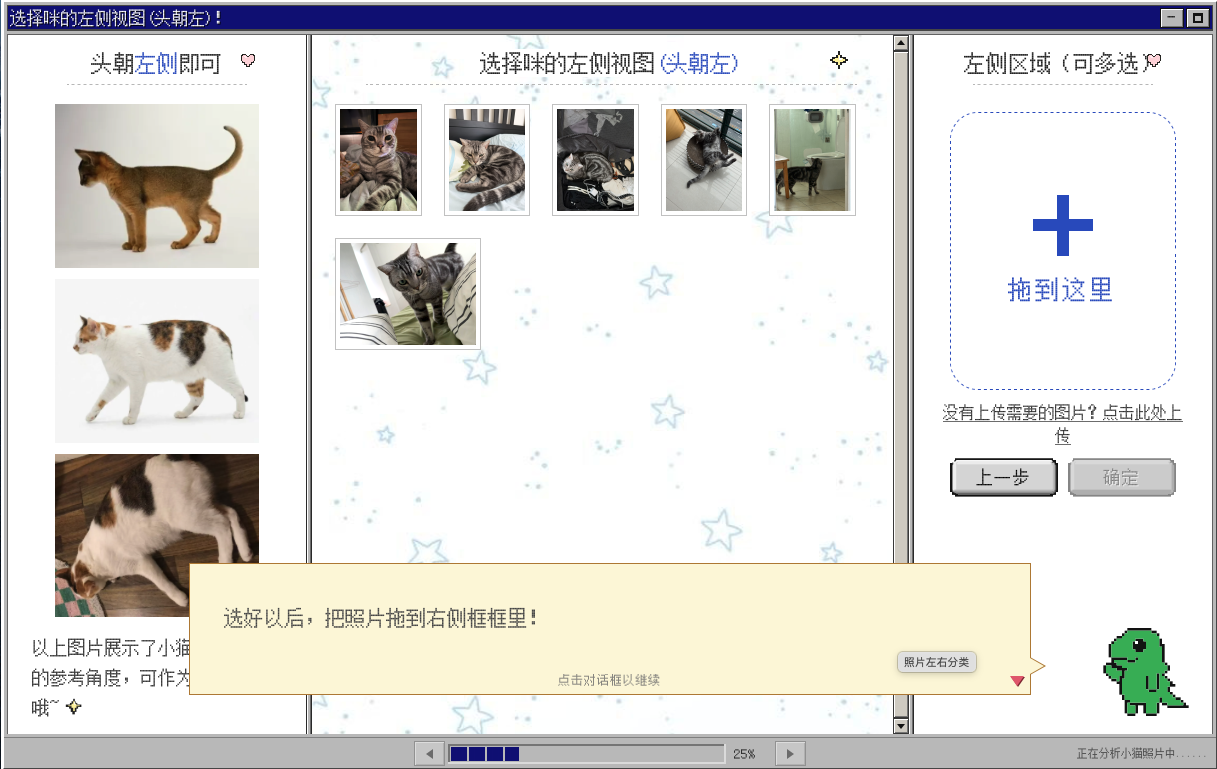 选择咪的左侧视图(头朝左)!
头朝左侧即可
选择咪的左侧视图(头朝左)
左侧区域（可多选）
拖到这里
没有上传需要的图片？点击此处上
传
上一步
确定
选好以后，把照片拖到右侧框框里!
照片左右分类
点击对话框以继续
以上图片展示了小猫
的参考角度，可作为
哦~
25%
正在分析小猫照片中......